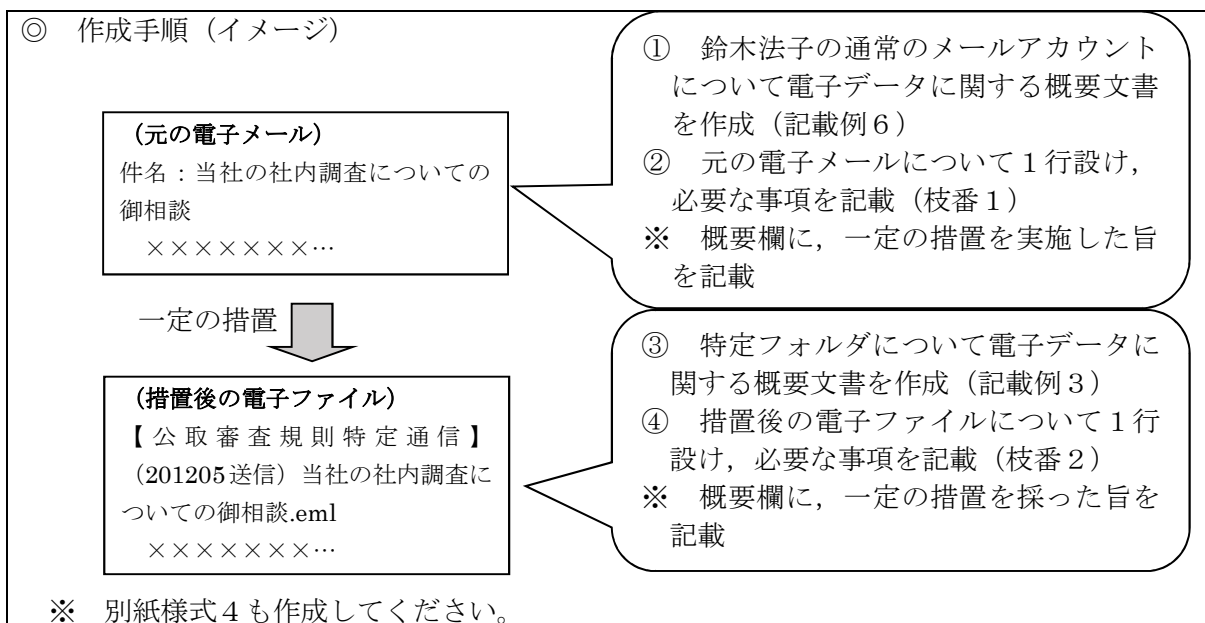 ◎　作成手順（イメージ）
（元の電子メール）
件名：当社の社内調査についての
御相談
×××××××…
①　鈴木法子の通常のメールアカウント
について電子データに関する概要文書
を作成（記載例６）
②　元の電子メールについて１行設け，
必要な事項を記載（枝番１）
※　概要欄に，一定の措置を実施した旨
を記載
一定の措置
（措置後の電子ファイル）
【公取審査規則特定通信】
（201205送信）当社の社内調査に
ついての御相談.eml
×××××××…
③　特定フォルダについて電子データに
関する概要文書を作成（記載例３）
④　措置後の電子ファイルについて１行
設け，必要な事項を記載（枝番２）
※　概要欄に，一定の措置を採った旨を
記載
※　別紙様式４も作成してください。